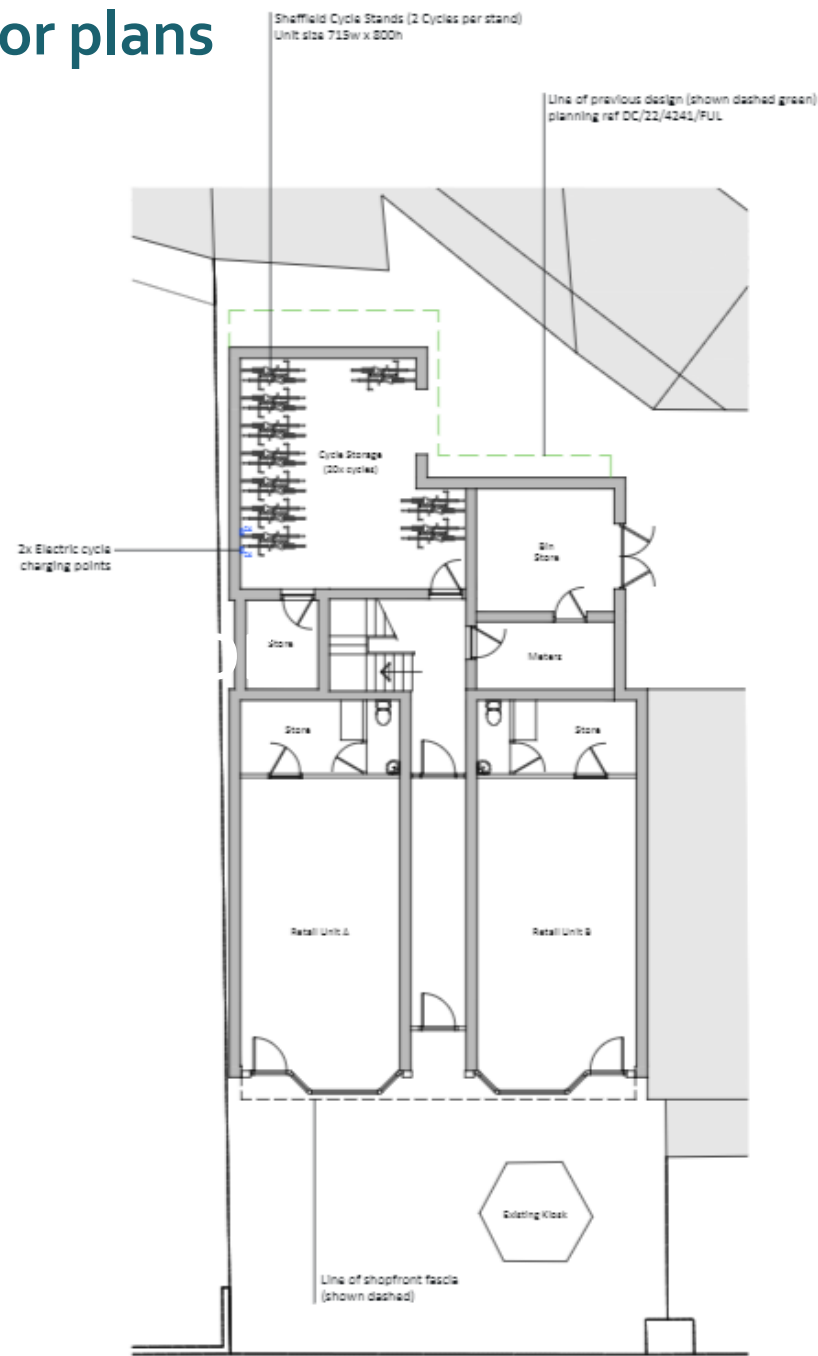 or plans
Sheffield Cycle Stands (2 Cycles per stand)
Unit size 715w x 800h
Line of previous design (shown dashed green)
planning ref DC/22/4241/FUL
Cycle Storage
(20x cycles)
2x Electric cycle
charging points
Bin
Store
Store
Meters
Store
Store
Retail Unit A
Retail Unit B
Existing Kiosk
Line of shopfront fascia
(shown dashed)